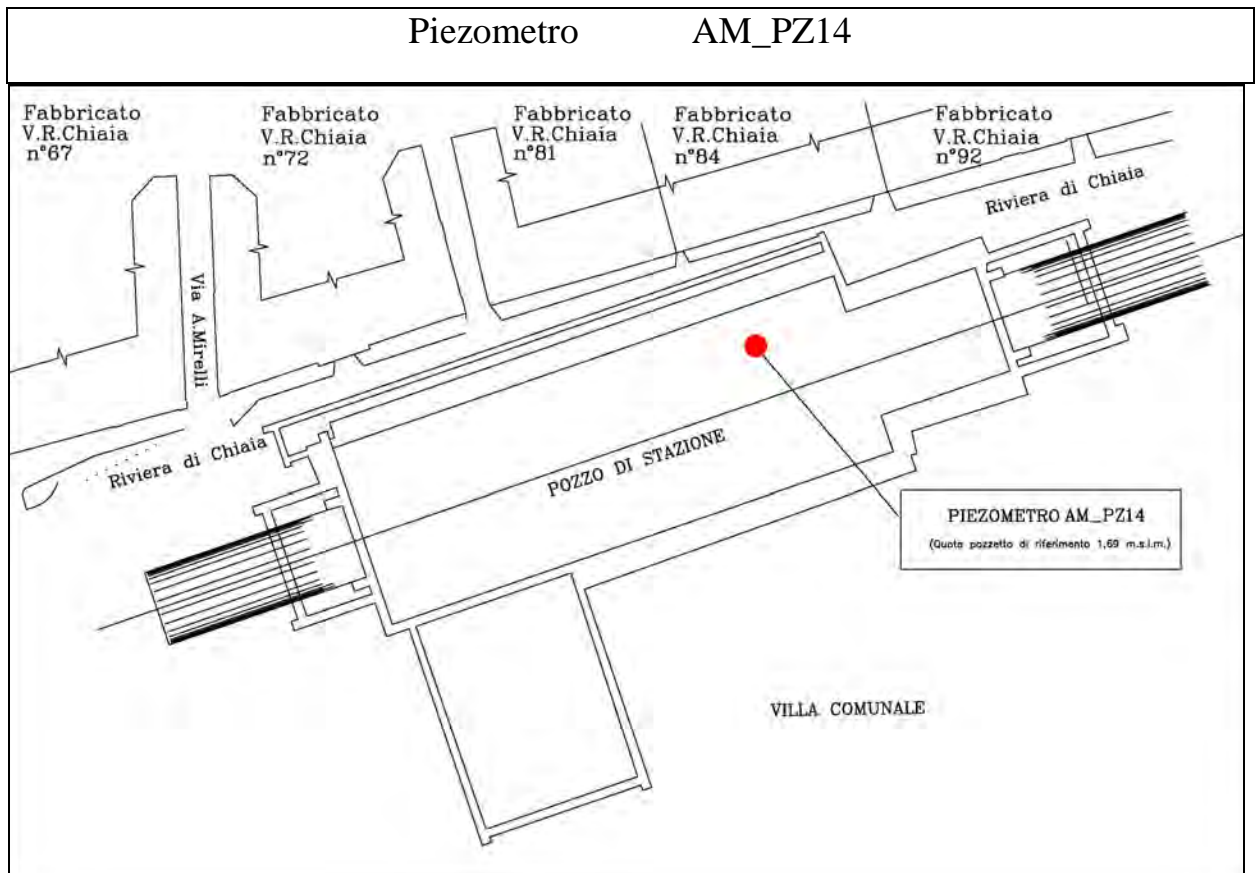 Piezometro AM_PZ14
Fabbricato
V.R.Chiaia
n°67
Fabbricato
V.R.Chiaia
n°72
Fabbricato
V.R.Chiaia
n°81
Fabbricato
V.R.Chiaia
n°84
Fabbricato
V.R.Chiaia
n°92
Riviera di Chiaia
Via A.Mirelli
Riviera di Chiaia
POZZO DI STAZIONE
PIEZOMETRO AM_PZ14
(Quota pozzetto di riferimento 1,69 m.s.l.m.)
VILLA COMUNALE